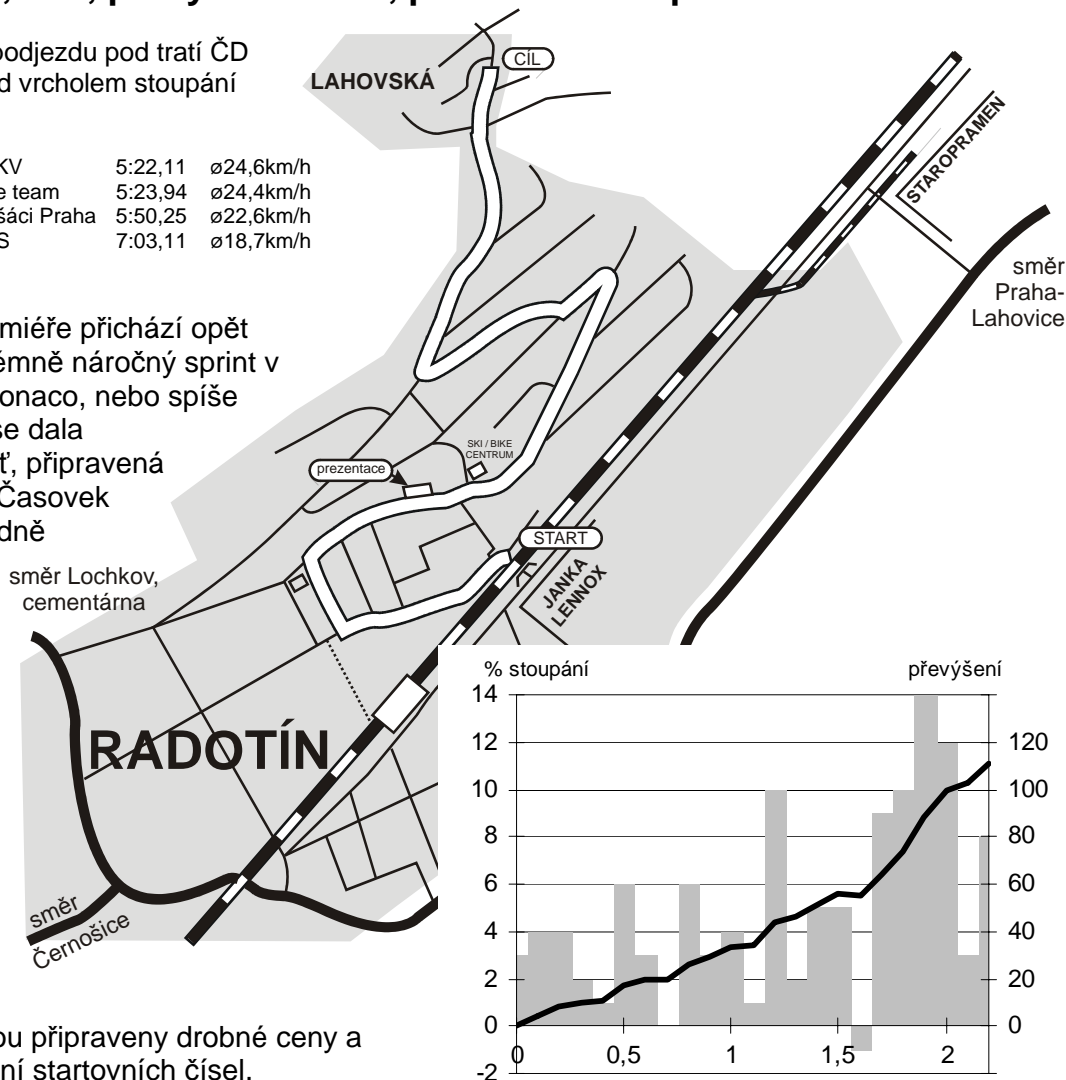 oodjezdu pod tratí ČD
d vrcholem stoupání
KV 5:22,11 ø24,6km/h
e team 5:23,94 ø24,4km/h
šáci Praha 5:50,25 ø22,6km/h
S 7:03,11 ø18,7km/h
miéře přichází opět
émně náročný sprint v
onaco, nebo spíše
se dala
ť, připravená
Časovek
dně
CÍL
LAHOVSKÁ
STAROPRAMEN
směr
Praha-
Lahovice
SKI / BIKE
CENTRUM
prezentace
START
JANKA
LENNOX
směr Lochkov,
cementárna
RADOTÍN
směr
Černošice
% stoupání převýšení
14
12 120
10 100
8 80
6 60
4 40
2 20
0 0
-2
0 0,5 1 1,5 2
ou připraveny drobné ceny a
ní startovních čísel.